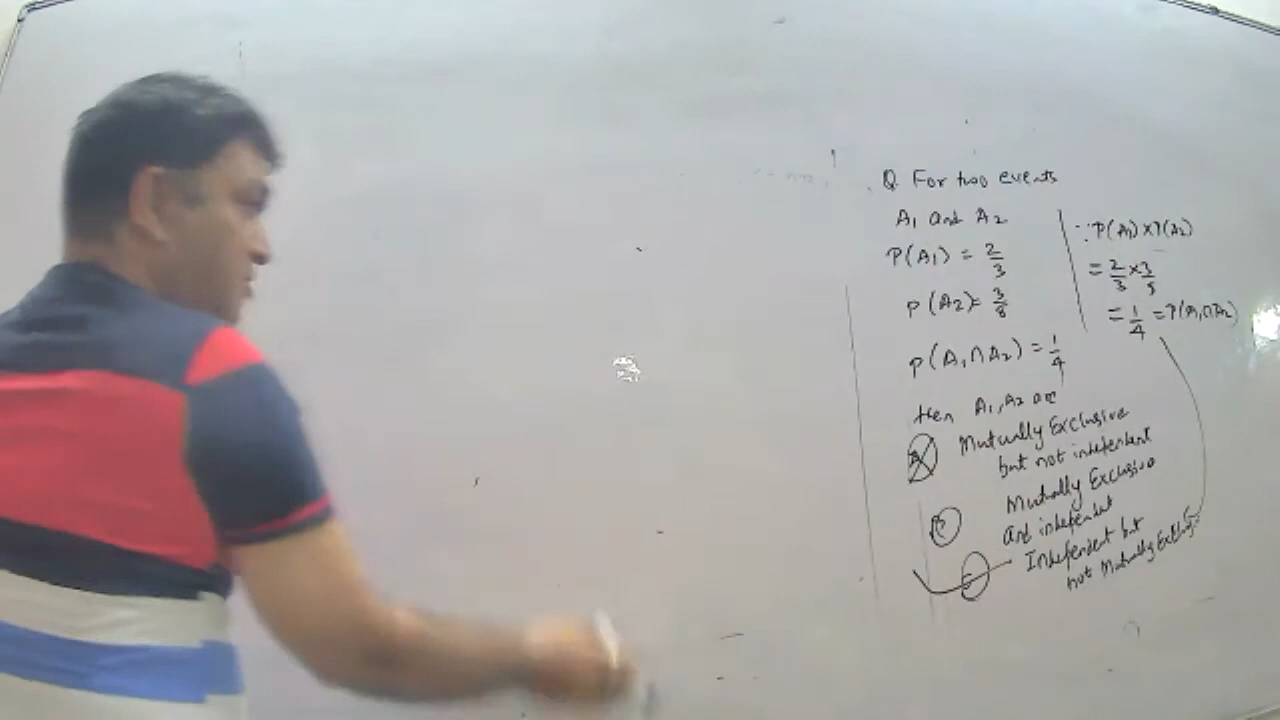 Q For two events
A₁ and A₂
P(A₁) = 2/3
P(A₂) = 3/8
P(A₁∩A₂) = 1/4
then A₁, A₂ are
Mutually Exclusive
but not independent
Mutually Exclusive
and independent
Independent but
not Mutually
∵ P(A₁)×P(A₂)
= 2/3 × 3/8
= 1/4 = P(A₁∩A₂)